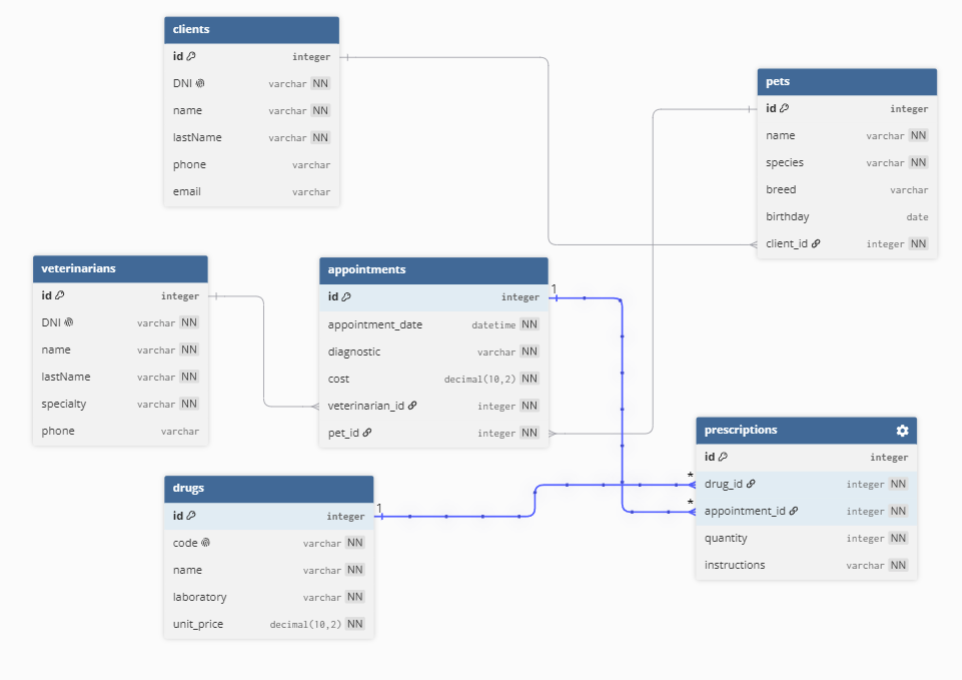 clients
id integer
DNI varchar NN
name varchar NN
lastName varchar NN
phone varchar
email varchar
pets
id integer
name varchar NN
species varchar NN
breed varchar
birthday date
client_id integer NN
veterinarians
id integer
DNI varchar NN
name varchar NN
lastName varchar NN
specialty varchar NN
phone varchar
appointments
id integer
1
appointment_date datetime NN
diagnostic varchar NN
cost decimal(10,2) NN
veterinarian_id integer NN
pet_id integer NN
prescriptions
id integer
*
drug_id integer NN
*
appointment_id integer NN
quantity integer NN
instructions varchar NN
drugs
id integer
1
code varchar NN
name varchar NN
laboratory varchar NN
unit_price decimal(10,2) NN